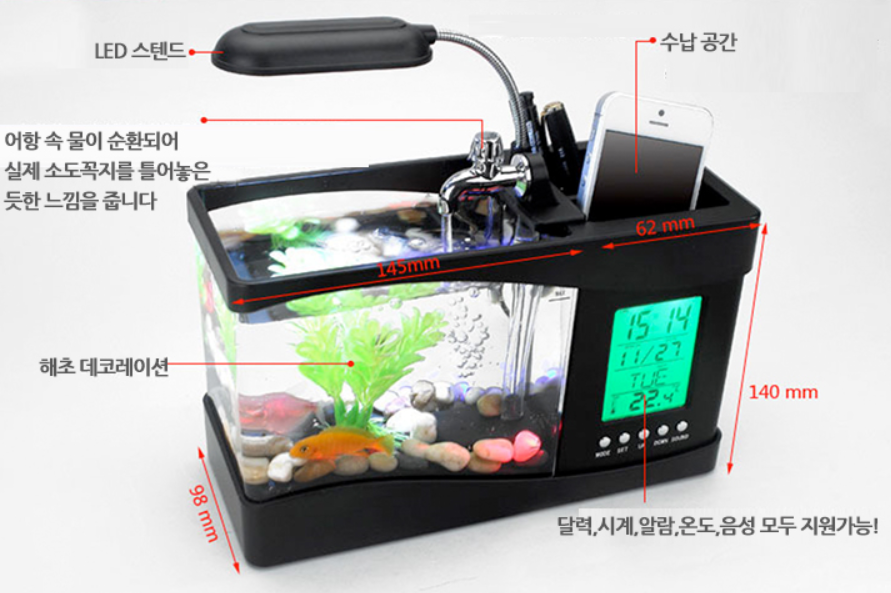 LED 스텐드
수납 공간
어항 속 물이 순환되어
실제 소도꼭지를 틀어놓은
듯한 느낌을 줍니다
62 mm
145mm
15:14
11/27
TUE
22.4
해초 데코레이션
140 mm
MODE SET UP DOWN SOUND
98 mm
달력,시계,알람,온도,음성 모두 지원가능!